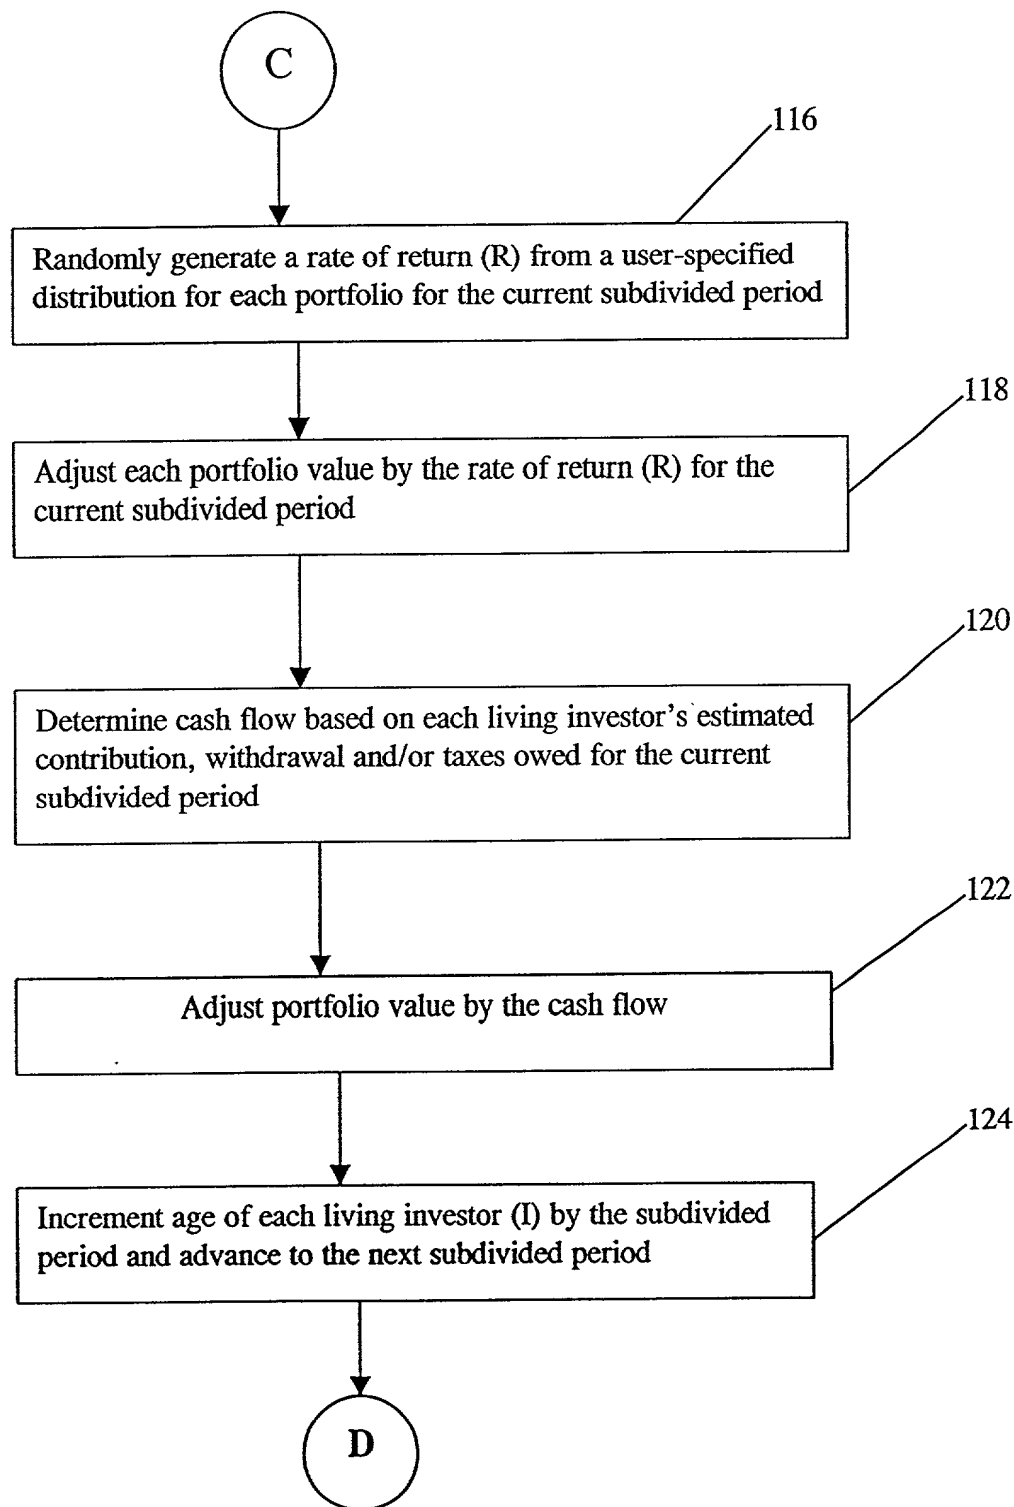 C
116
Randomly generate a rate of return (R) from a user-specified
distribution for each portfolio for the current subdivided period
118
Adjust each portfolio value by the rate of return (R) for the
current subdivided period
120
Determine cash flow based on each living investor's estimated
contribution, withdrawal and/or taxes owed for the current
subdivided period
122
Adjust portfolio value by the cash flow
124
Increment age of each living investor (I) by the subdivided
period and advance to the next subdivided period
D